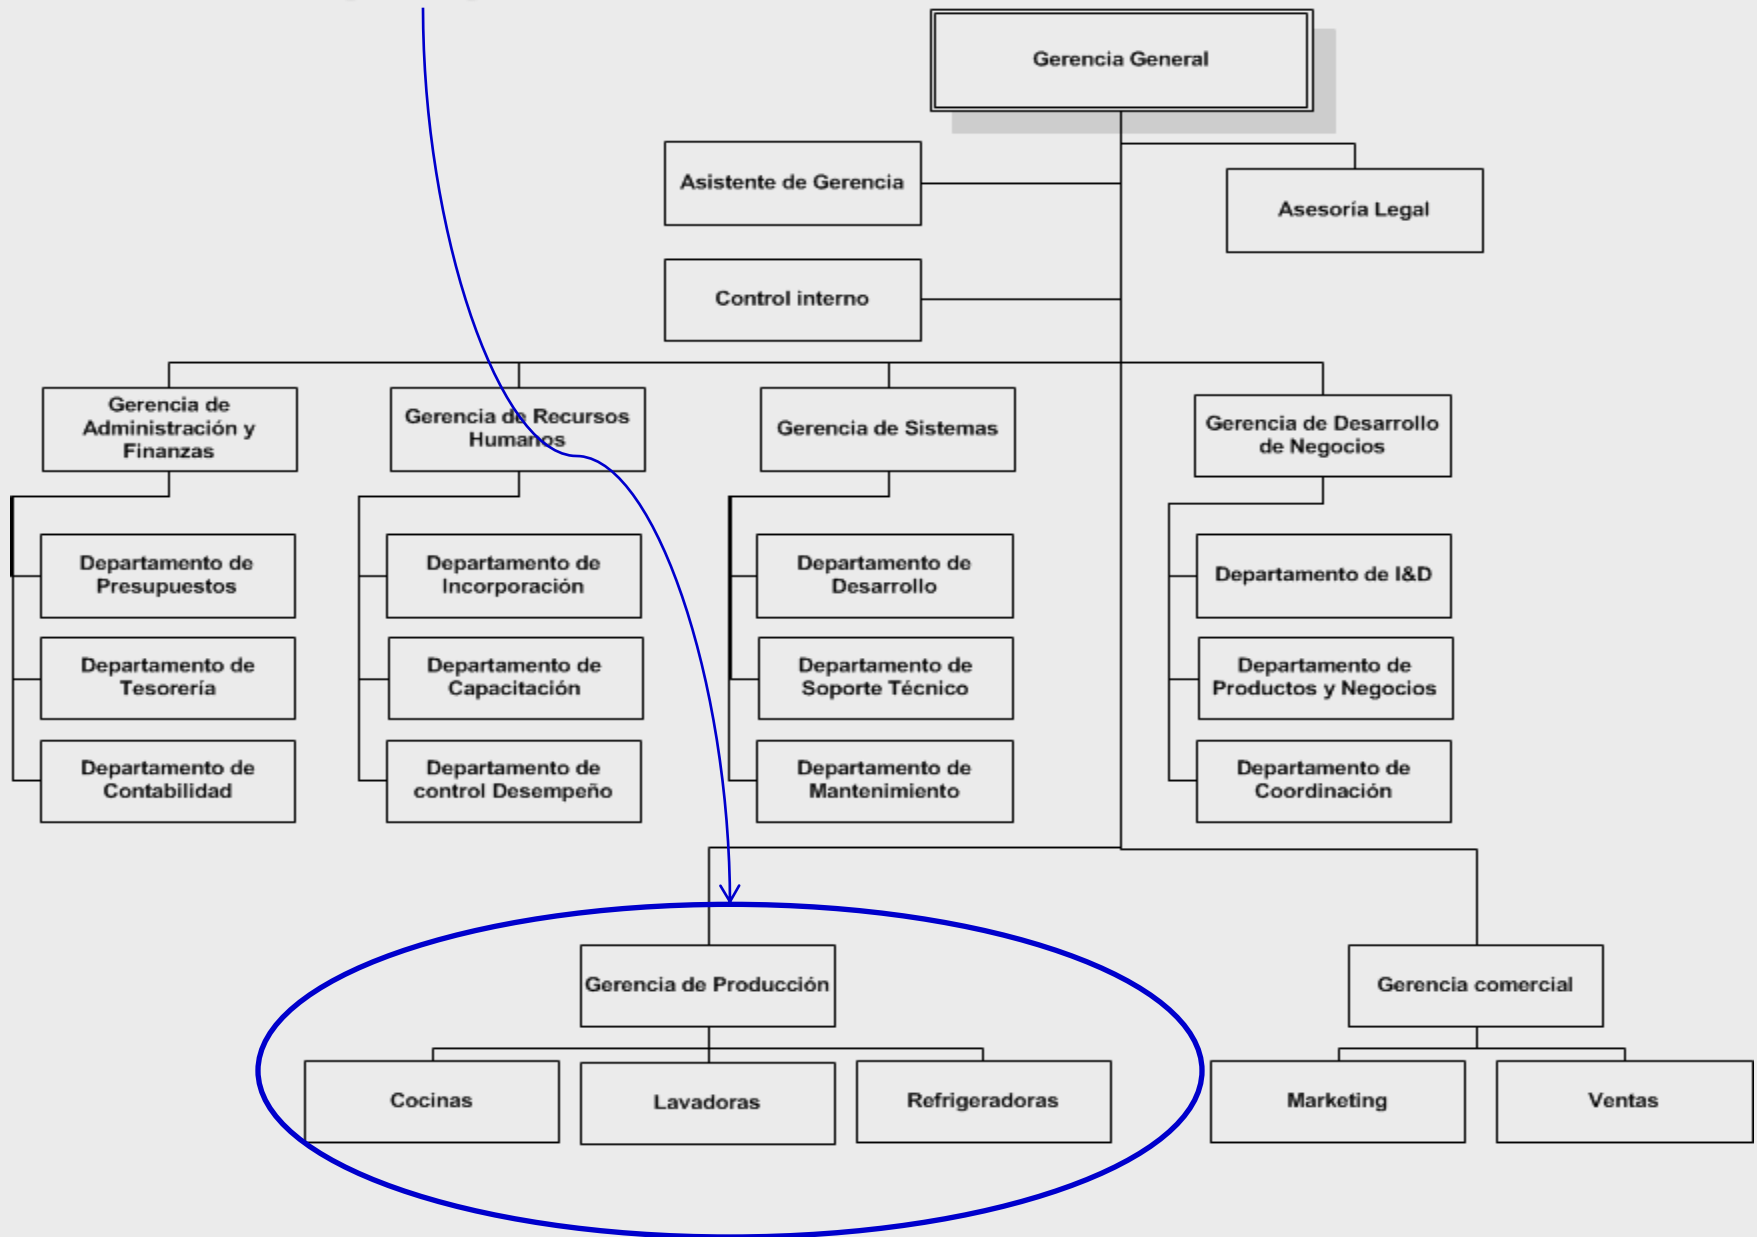 Gerencia General
Asistente de Gerencia
Asesoría Legal
Control interno
Gerencia de
Administración y
Finanzas
Gerencia de Recursos
Humanos
Gerencia de Sistemas
Gerencia de Desarrollo
de Negocios
Departamento de
Presupuestos
Departamento de
Incorporación
Departamento de
Desarrollo
Departamento de I&D
Departamento de
Tesorería
Departamento de
Capacitación
Departamento de
Soporte Técnico
Departamento de
Productos y Negocios
Departamento de
Contabilidad
Departamento de
control Desempeño
Departamento de
Mantenimiento
Departamento de
Coordinación
Gerencia de Producción
Gerencia comercial
Cocinas
Lavadoras
Refrigeradoras
Marketing
Ventas